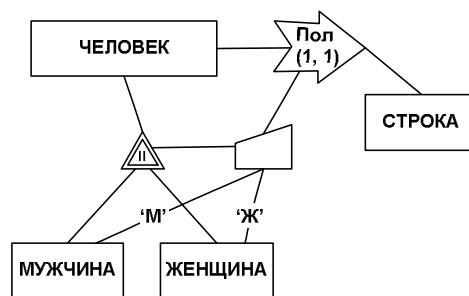 ЧЕЛОВЕК
Пол
(1, 1)
СТРОКА
II
'М'
'Ж'
МУЖЧИНА
ЖЕНЩИНА